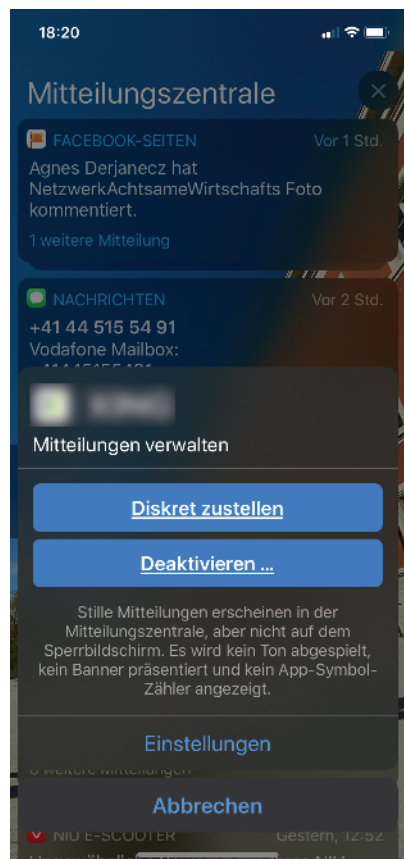 18:20
Mitteilungszentrale
FACEBOOK-SEITEN Vor 1 Std.
Agnes Derjanecz hat
NetzwerkAchtsameWirtschafts Foto
kommentiert.
1 weitere Mitteilung
NACHRICHTEN Vor 2 Std.
+41 44 515 54 91
Vodafone Mailbox:
Mitteilungen verwalten
Diskret zustellen
Deaktivieren ...
Stille Mitteilungen erscheinen in der
Mitteilungszentrale, aber nicht auf dem
Sperrbildschirm. Es wird kein Ton abgespielt,
kein Banner präsentiert und kein App-Symbol-
Zähler angezeigt.
Einstellungen
weitere Mitteilungen
Abbrechen
NIU E-SCOOTER Gestern, 12:52